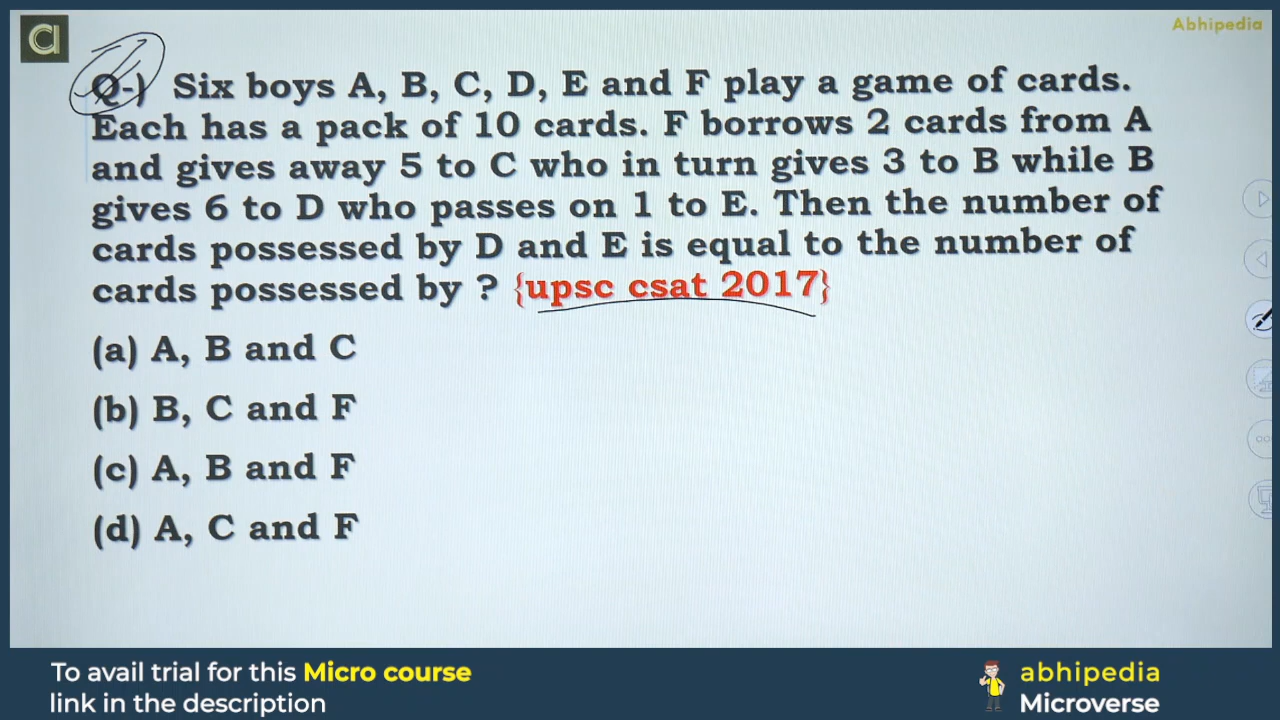 Abhipedia
Q-) Six boys A, B, C, D, E and F play a game of cards.
Each has a pack of 10 cards. F borrows 2 cards from A
and gives away 5 to C who in turn gives 3 to B while B
gives 6 to D who passes on 1 to E. Then the number of
cards possessed by D and E is equal to the number of
cards possessed by ? {upsc csat 2017}
(a) A, B and C
(b) B, C and F
(c) A, B and F
(d) A, C and F
To avail trial for this Micro course
link in the description
abhipedia
Microverse